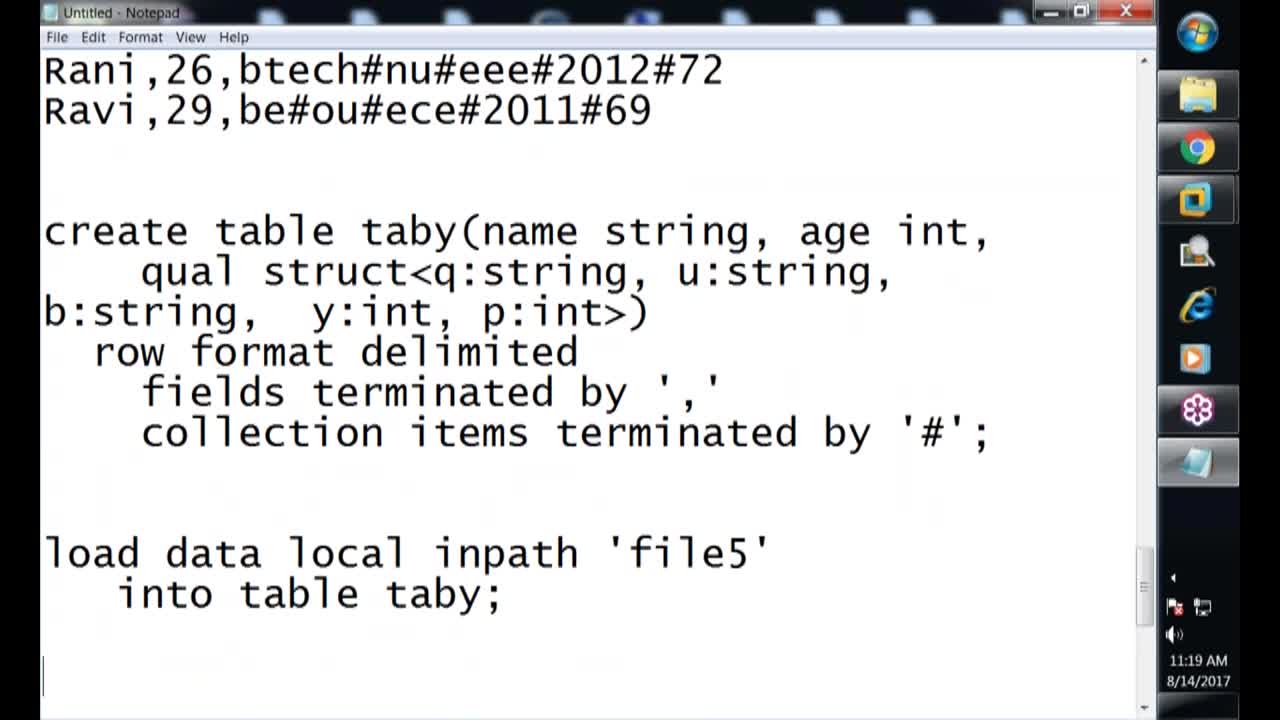 Untitled - Notepad
File Edit Format View Help
Rani,26,btech#nu#eee#2012#72
Ravi,29,be#ou#ece#2011#69
create table taby(name string, age int,
qual struct<q:string, u:string,
b:string, y:int, p:int>)
row format delimited
fields terminated by ','
collection items terminated by '#';
load data local inpath 'file5'
into table taby;
11:19 AM
8/14/2017